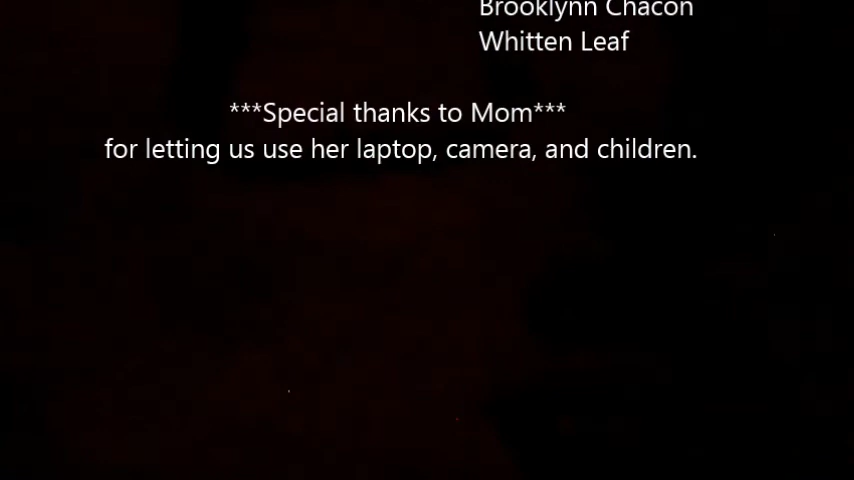 Brooklynn Chacon
Whitten Leaf
***Special thanks to Mom***
for letting us use her laptop, camera, and children.